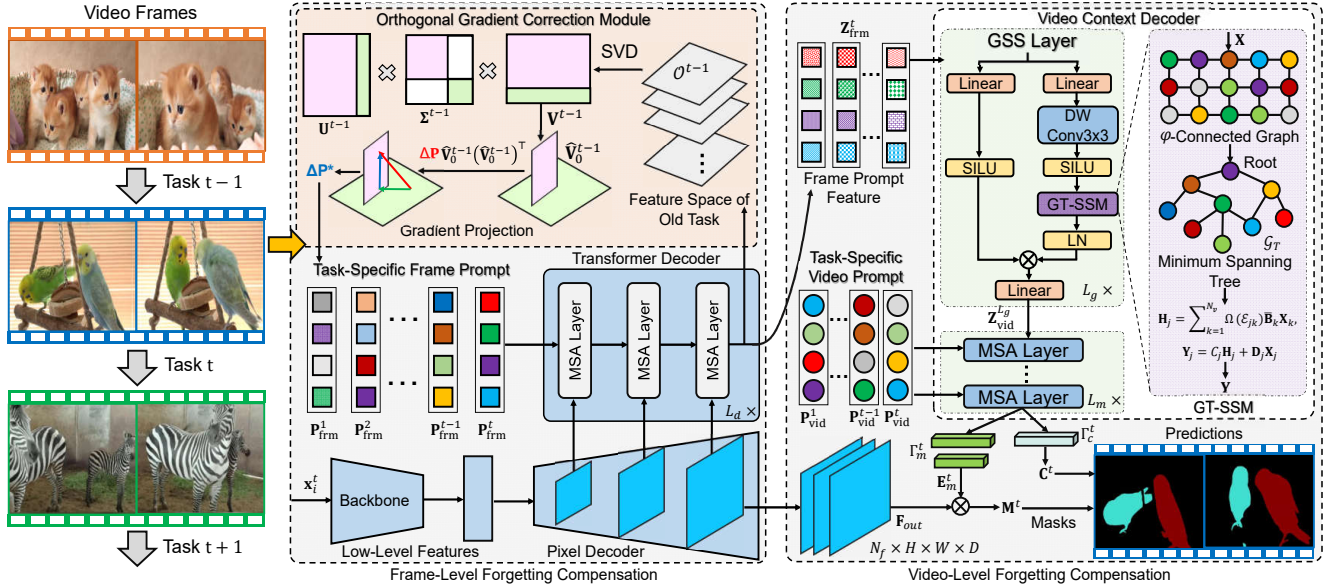 Video Frames
Task t − 1
Task t
Task t + 1
Orthogonal Gradient Correction Module
SVD
𝒪^{t−1}
U^{t−1}
Σ^{t−1}
V^{t−1}
ΔP*
ΔP V̂_0^{t−1}(V̂_0^{t−1})^⊤
V̂_0^{t−1}
Gradient Projection
Feature Space of
Old Task
Task-Specific Frame Prompt
P_frm^1
P_frm^2
P_frm^{t−1}
P_frm^t
Transformer Decoder
MSA Layer
MSA Layer
MSA Layer
L_d ×
x_i^t
Backbone
Low-Level Features
Pixel Decoder
Frame-Level Forgetting Compensation
Z_frm^t
Frame Prompt
Feature
Task-Specific
Video Prompt
P_vid^1
P_vid^{t−1}
P_vid^t
Video Context Decoder
GSS Layer
Linear
Linear
DW
Conv3x3
SILU
SILU
GT-SSM
LN
Linear
L_g ×
Z_vid^{L_g}
MSA Layer
MSA Layer
L_m ×
X
φ-Connected Graph
Root
𝒢_T
Minimum Spanning
Tree
H_j = ∑_{k=1}^{N_v} Ω(ℰ_{jk})B̄_k X_k,
Y_j = C_j H_j + D_j X_j
Y
GT-SSM
Γ_m^t
Γ_c^t
E_m^t
C^t
F_out
M^t
Masks
Predictions
N_f × H × W × D
Video-Level Forgetting Compensation